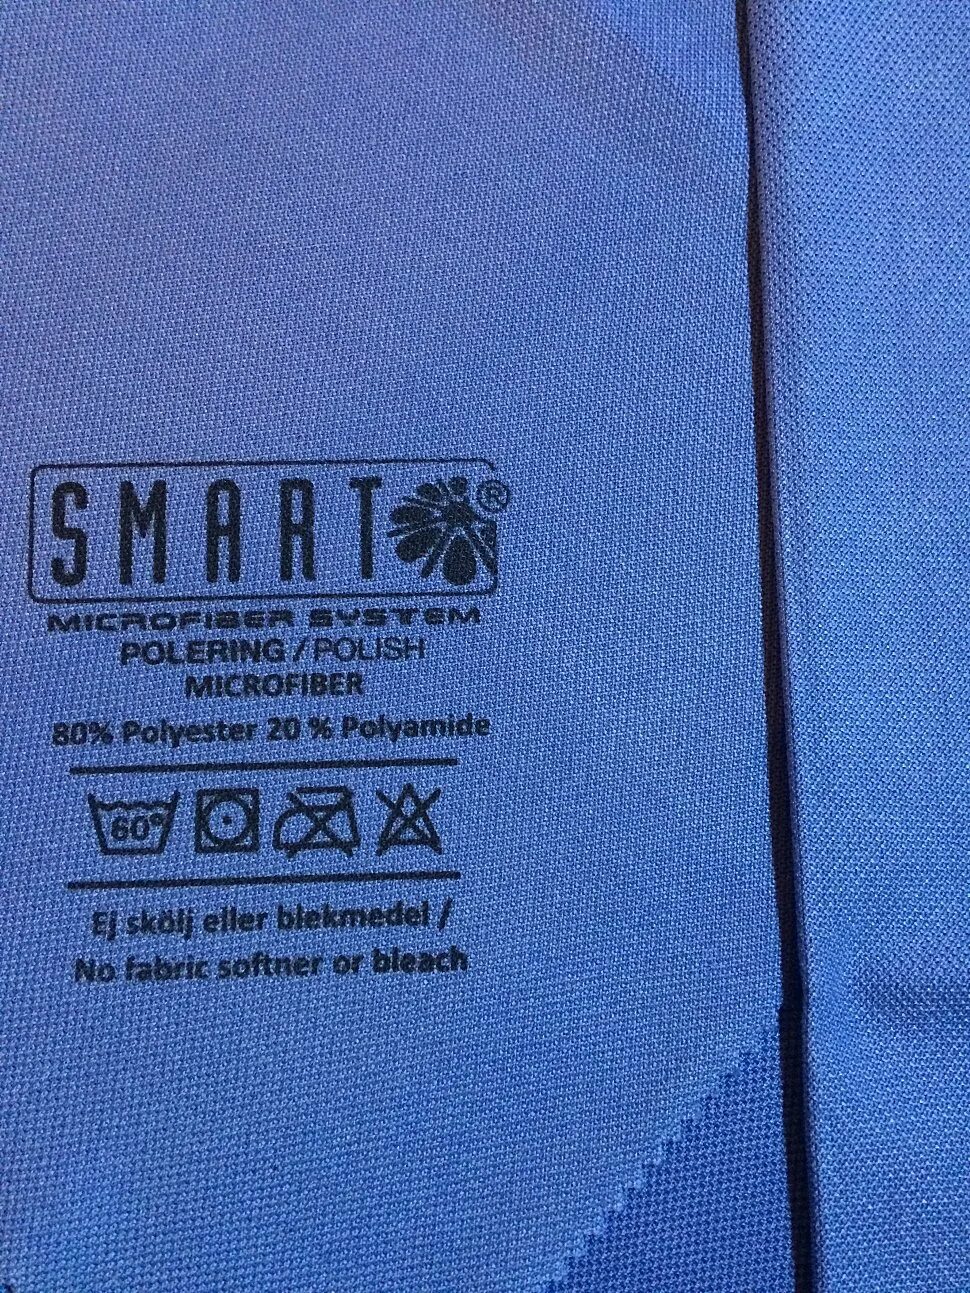 SMART®
MICROFIBER SYSTEM
POLERING / POLISH
MICROFIBER
80% Polyester 20 % Polyamide
60°
Ej skölj eller blekmedel /
No fabric softner or bleach